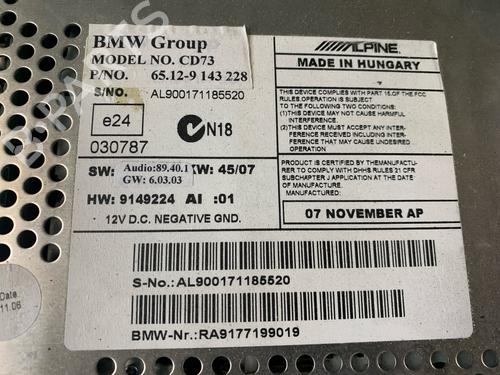 BMW Group
MODEL NO. CD73
P/NO. 65.12-9 143 228
S/NO. AL900171185520
e24
N18
030787
SW: Audio:89.40.1 KW: 45/07
GW: 6.03.03
HW: 9149224 AI :01
12V D.C. NEGATIVE GND.
ALPINE
MADE IN HUNGARY
THIS DEVICE COMPLIES WITH PART 15 OF THE FCC
RULES.OPERATION IS SUBJECT TO THE
FOLLOWING TWO CONDITIONS:
(1) THIS DEVICE MAY NOT CAUSE HARMFUL
INTERFERENCE.
(2) THIS DEVICE MUST ACCEPT ANY
INTERFERENCE RECEIVED INCLUDING
INTERFERENCE THAT MAY CAUSE UNDESIRED
OPERATION.
PRODUCT IS CERTIFIED BY THEMANUFACTU-
RER TO COMPLY WITH DHHS RULES 21 CFR
SUBCHAPTER J APPLICATION AT THE DATE OF
MANUFACTURE.
MANUFACTURED:
07 NOVEMBER AP
S-No.:AL900171185520
BMW-Nr.:RA9177199019
Date
11.06